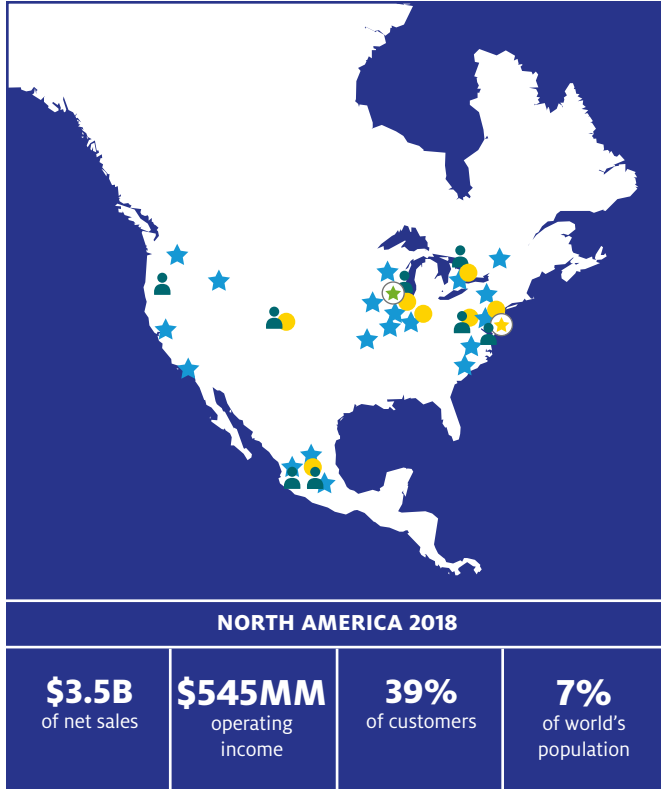 NORTH AMERICA 2018
$3.5B
of net sales
$545MM
operating
income
39%
of customers
7%
of world's
population